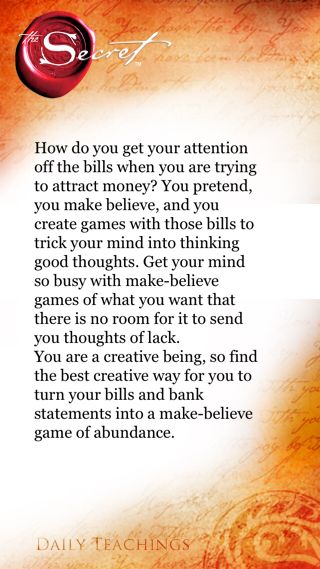 the Secret™
How do you get your attention
off the bills when you are trying
to attract money? You pretend,
you make believe, and you
create games with those bills to
trick your mind into thinking
good thoughts. Get your mind
so busy with make-believe
games of what you want that
there is no room for it to send
you thoughts of lack.
You are a creative being, so find
the best creative way for you to
turn your bills and bank
statements into a make-believe
game of abundance.
DAILY TEACHINGS